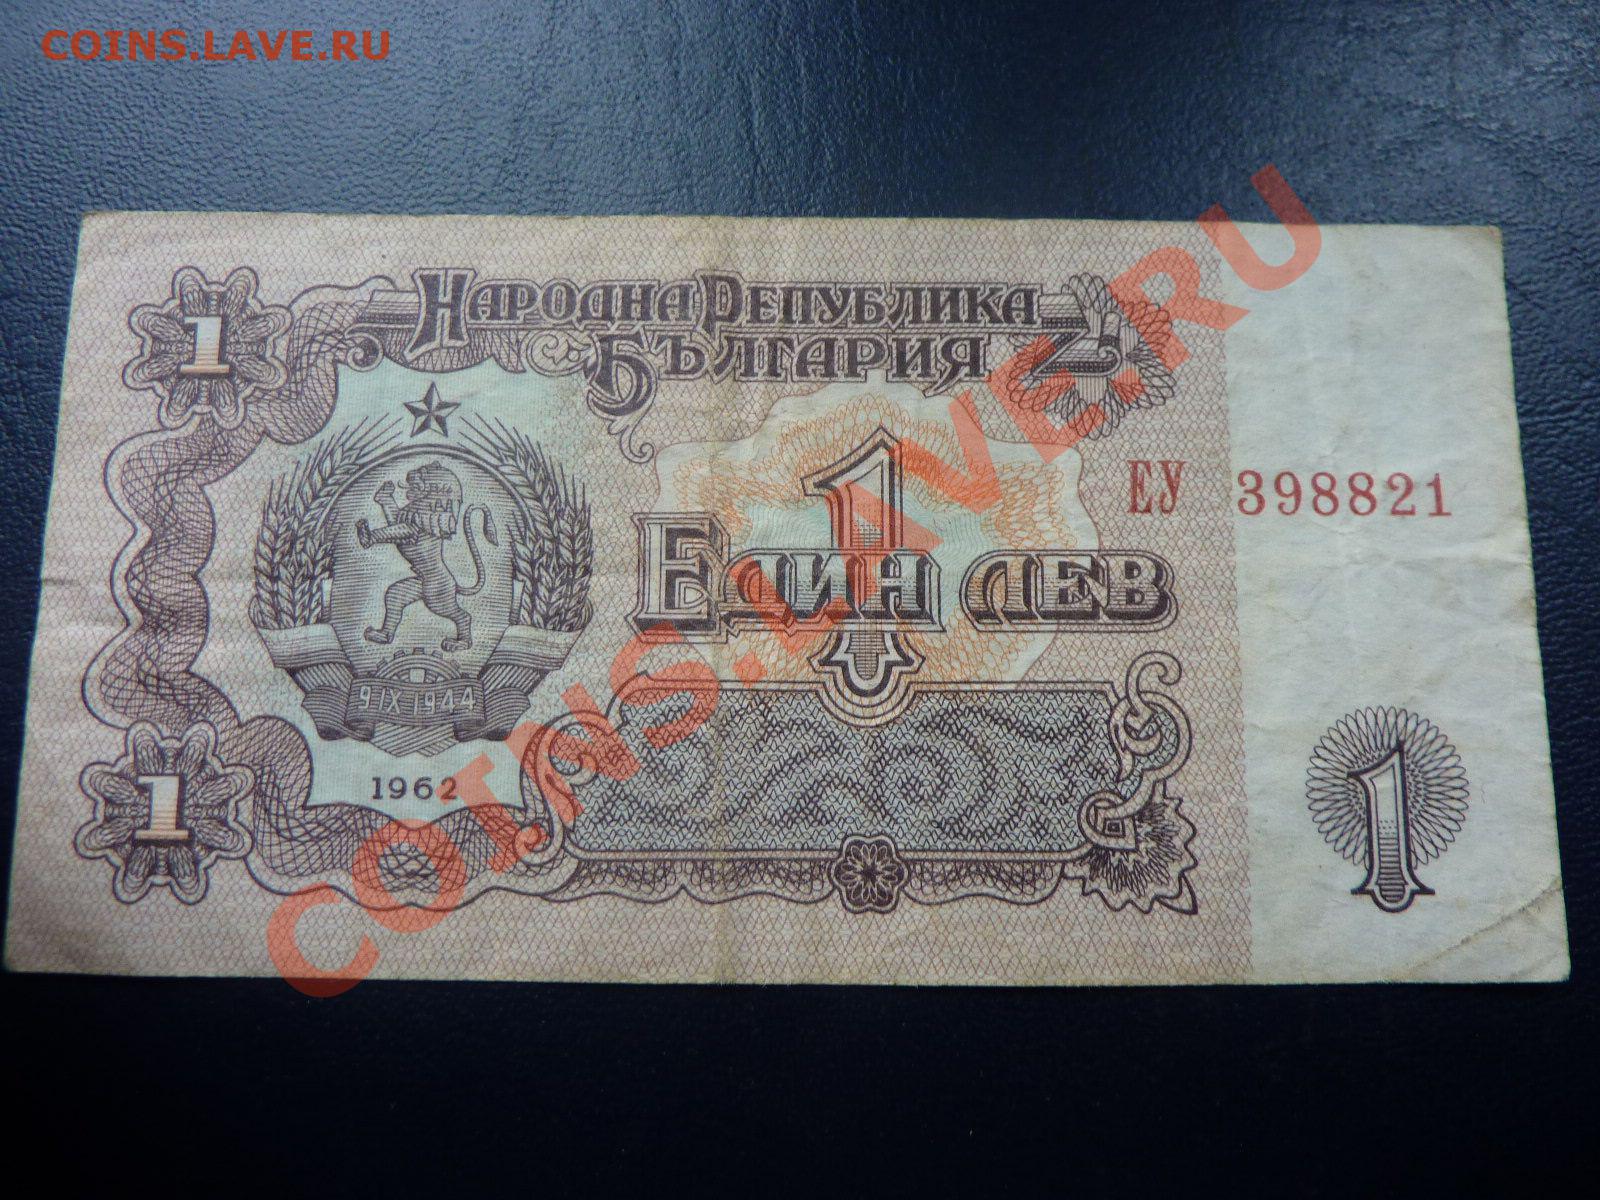 COINS.LAVE.RU
1
НАРОДНА РЕПУБЛИКА
БЪЛГАРИЯ
1
ЕУ 398821
ЕДИН ЛЕВ
9 IX 1944
1962
1
1
COINS.LAVE.RU